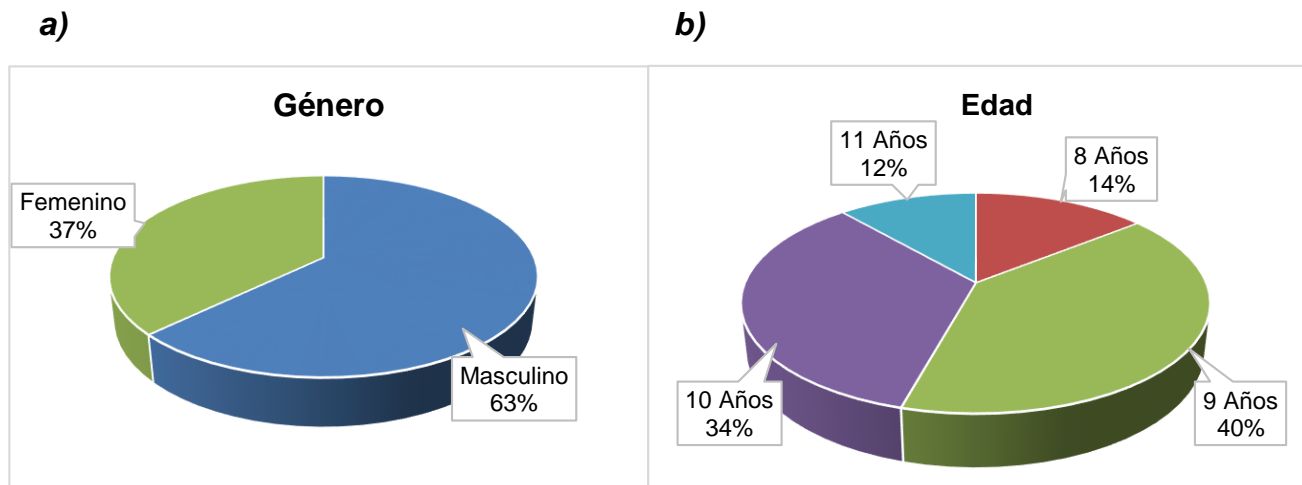 a)
Género
Femenino
37%
Masculino
63%
b)
Edad
11 Años
12%
8 Años
14%
10 Años
34%
9 Años
40%